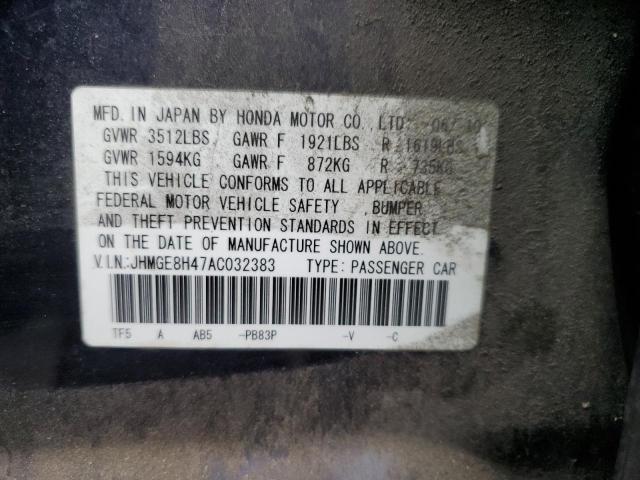 MFD. IN JAPAN BY HONDA MOTOR CO., LTD. 06/10
GVWR 3512LBS GAWR F 1921LBS R 1619LBS
GVWR 1594KG GAWR F 872KG R 735KG
THIS VEHICLE CONFORMS TO ALL APPLICABLE
FEDERAL MOTOR VEHICLE SAFETY ,BUMPER
AND THEFT PREVENTION STANDARDS IN EFFECT
ON THE DATE OF MANUFACTURE SHOWN ABOVE.
V.I.N.:JHMGE8H47AC032383 TYPE: PASSENGER CAR
TF5 A AB5 -PB83P -V -C